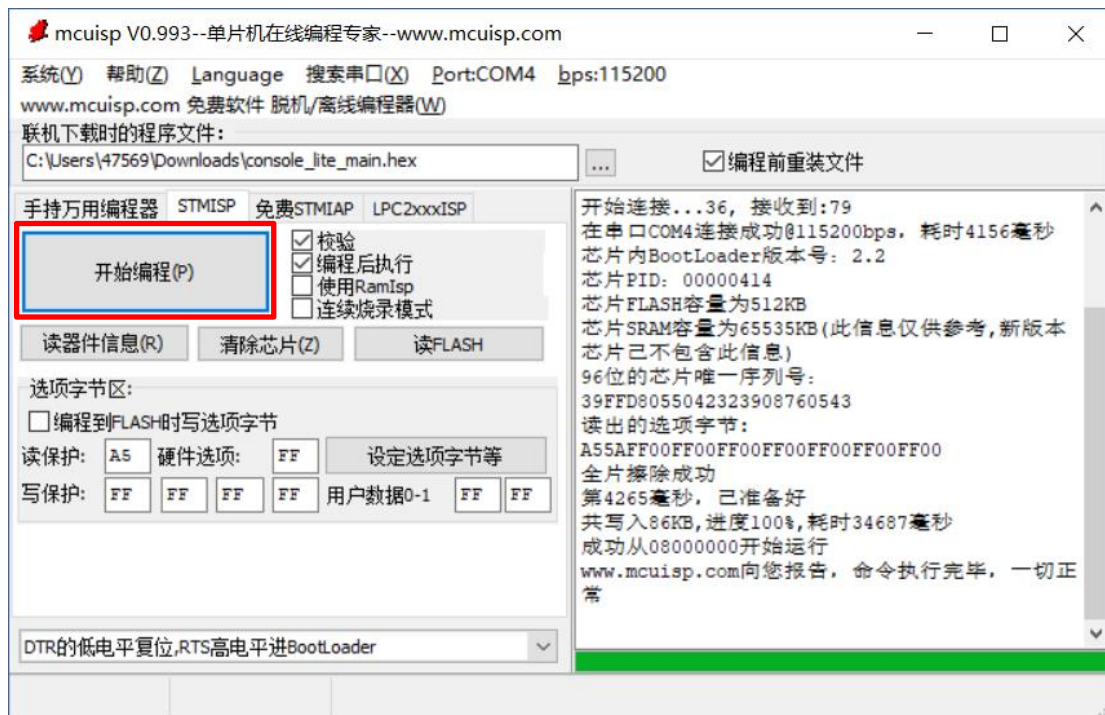 mcuisp V0.993--单片机在线编程专家--www.mcuisp.com
系统(Y) 帮助(Z) Language 搜索串口(X) Port:COM4 bps:115200
www.mcuisp.com 免费软件 脱机/离线编程器(W)
联机下载时的程序文件:
C:\Users\47569\Downloads\console_lite_main.hex
...
编程前重装文件
手持万用编程器 STMISP 免费STMIAP LPC2xxxISP
开始编程(P)
校验
编程后执行
使用RamIsp
连续烧录模式
读器件信息(R) 清除芯片(Z) 读FLASH
选项字节区:
编程到FLASH时写选项字节
读保护: A5 硬件选项: FF 设定选项字节等
写保护: FF FF FF FF 用户数据0-1 FF FF
DTR的低电平复位,RTS高电平进BootLoader
开始连接...36, 接收到:79
在串口COM4连接成功@115200bps, 耗时4156毫秒
芯片内BootLoader版本号: 2.2
芯片PID: 00000414
芯片FLASH容量为512KB
芯片SRAM容量为65535KB(此信息仅供参考,新版本
芯片已不包含此信息)
96位的芯片唯一序列号:
39FFD8055042323908760543
读出的选项字节:
A55AFF00FF00FF00FF00FF00FF00FF00
全片擦除成功
第4265毫秒, 已准备好
共写入86KB,进度100%,耗时34687毫秒
成功从08000000开始运行
www.mcuisp.com向您报告, 命令执行完毕, 一切正
常